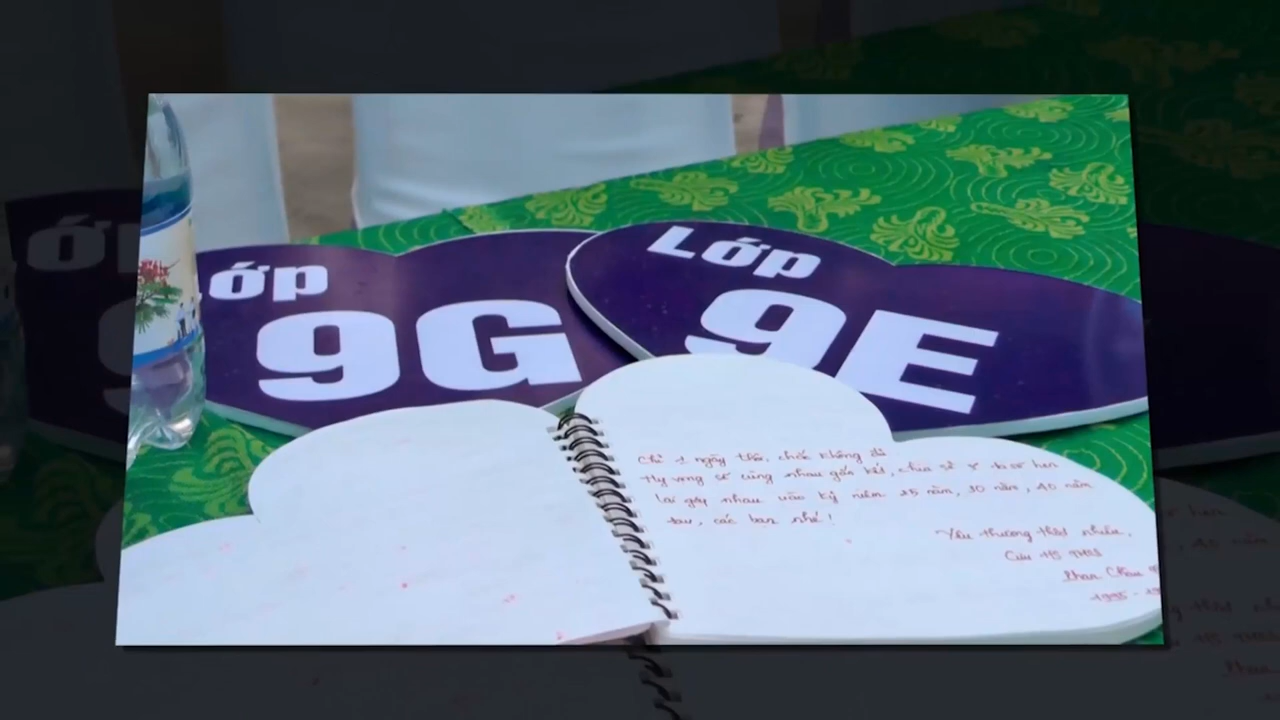 ớp
9G
Lớp
9E
Chỉ 1 ngày thôi, chắc không đủ
Hy vọng sẽ cùng nhau gắn kết, chia sẻ
lại gặp nhau vào kỷ niệm 25 năm, 30 năm, 40 năm
sau, các bạn nhé!
Yêu thương thật nhiều,
Cựu HS
Phan Châu
1995 -